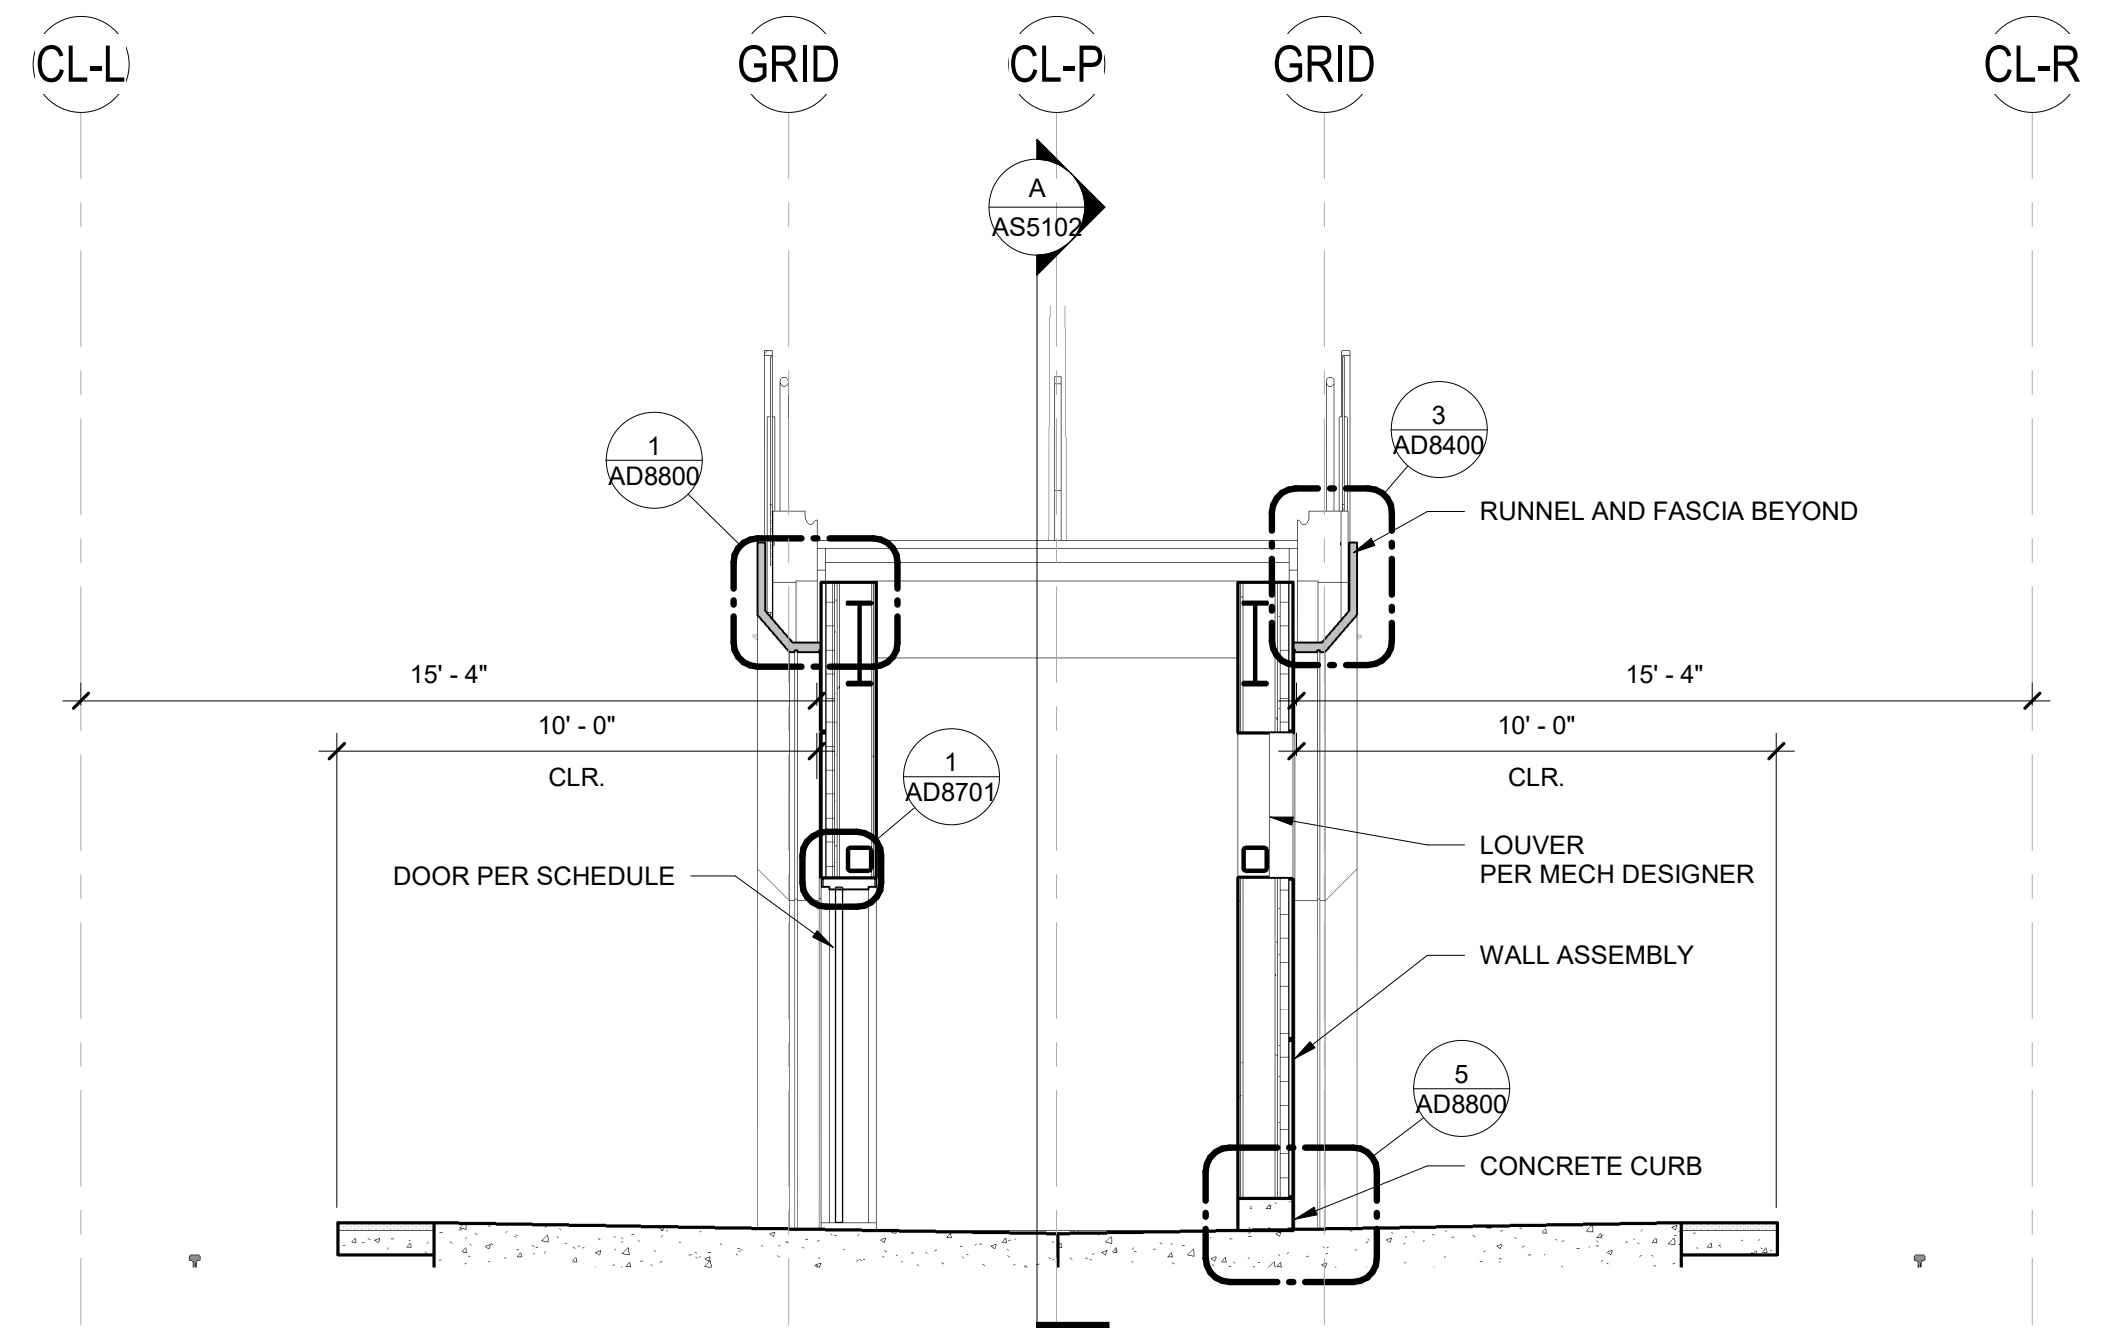 CL-L
GRID
CL-P
GRID
CL-R
A
AS5102
1
AD8800
3
AD8400
RUNNEL AND FASCIA BEYOND
15' - 4"
15' - 4"
10' - 0"
10' - 0"
CLR.
CLR.
1
AD8701
LOUVER
PER MECH DESIGNER
DOOR PER SCHEDULE
WALL ASSEMBLY
5
AD8800
CONCRETE CURB